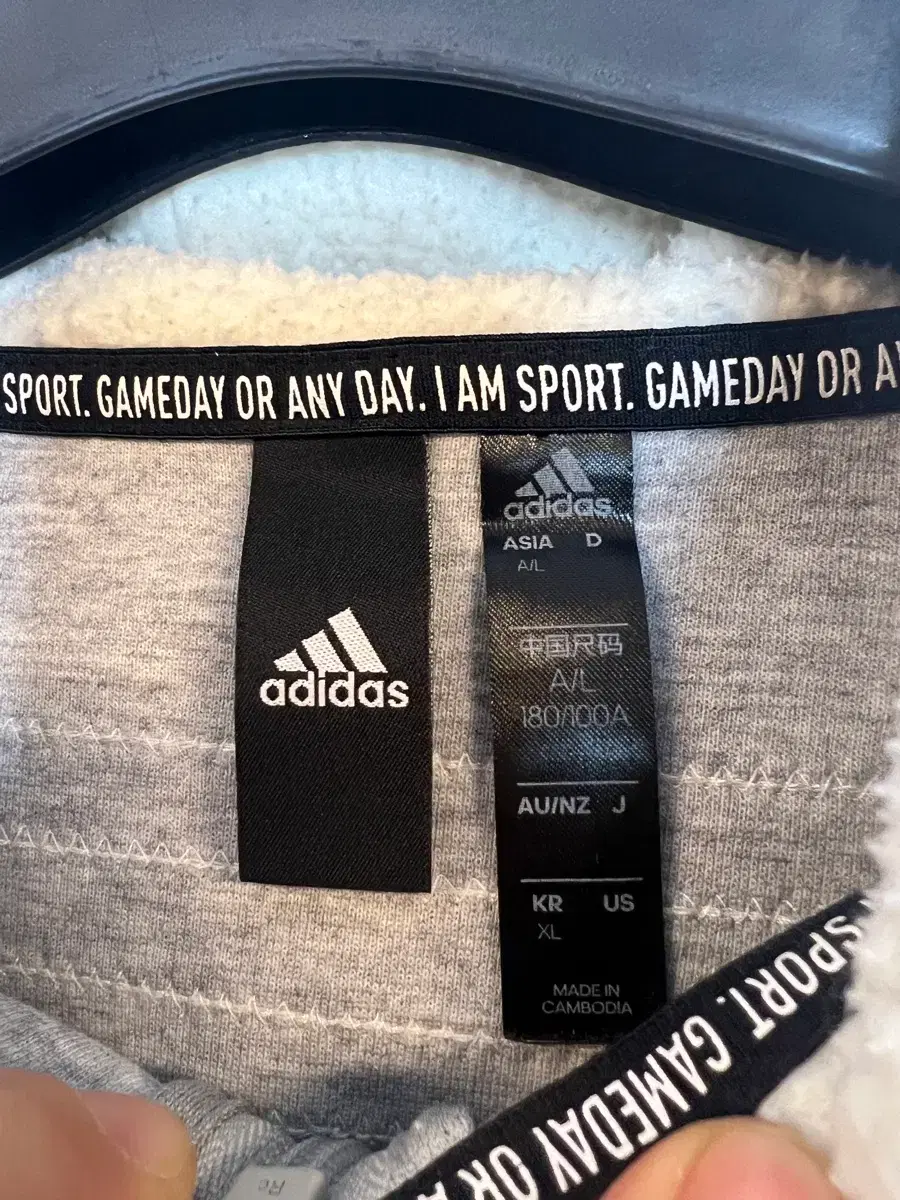 SPORT. GAMEDAY OR ANY DAY. I AM SPORT. GAMEDAY OR A
adidas
adidas
ASIA D
A/L
中国尺码
A/L
180/100A
AU/NZ J
KR US
XL
MADE IN
CAMBODIA
SPORT. GAMEDAY OR A